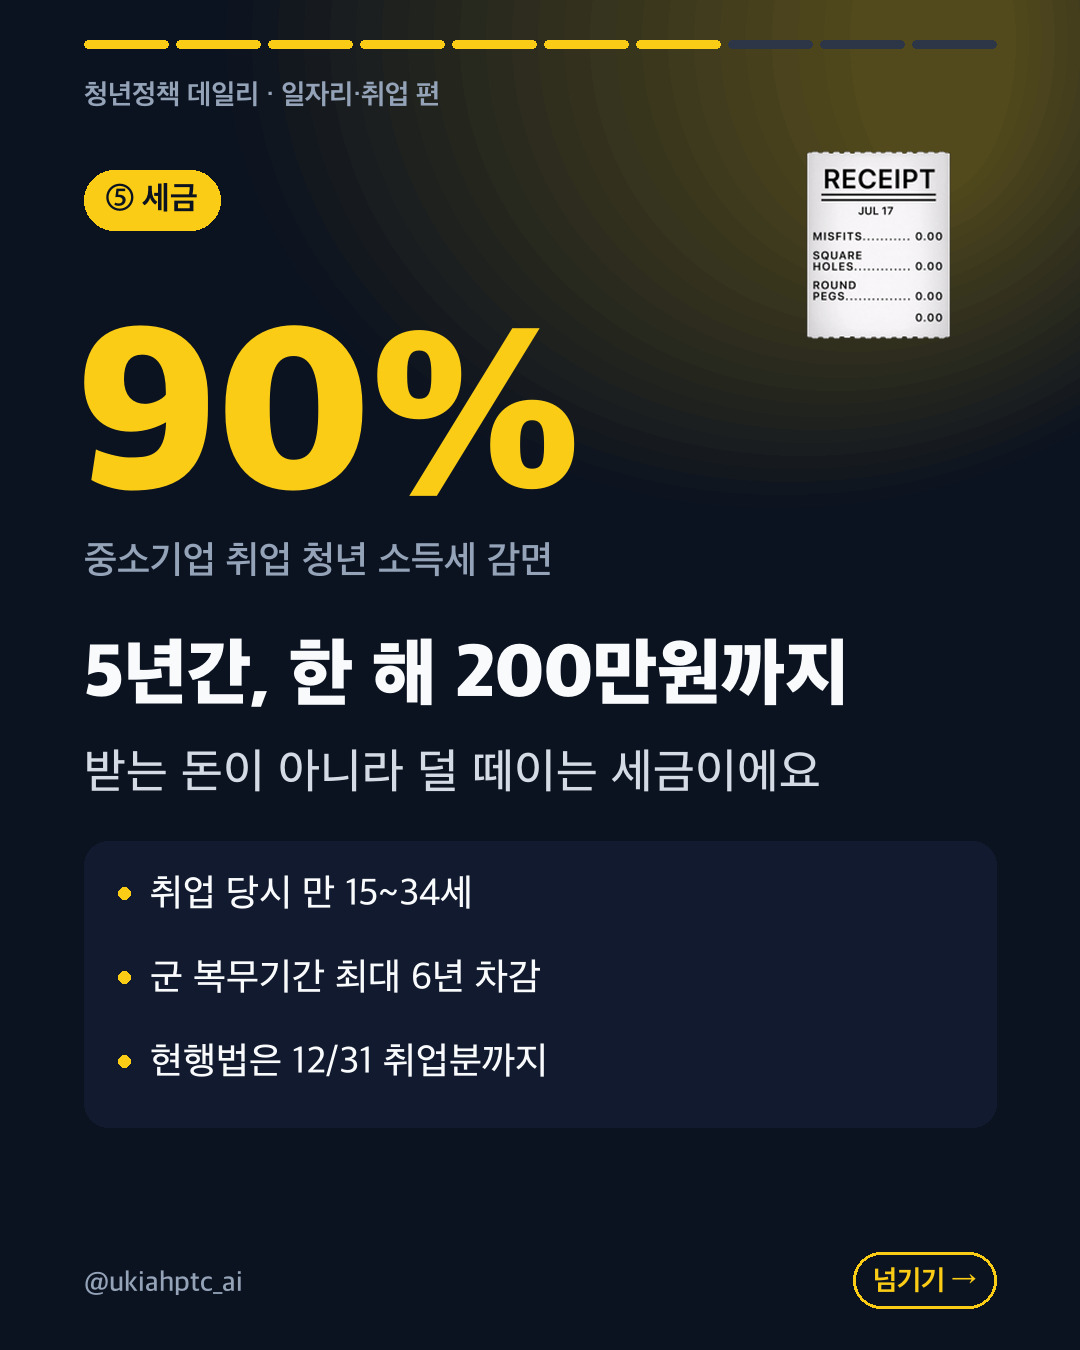 청년정책 데일리 · 일자리·취업 편
⑤ 세금
RECEIPT
JUL 17
MISFITS........... 0.00
SQUARE
HOLES............. 0.00
ROUND
PEGS............... 0.00
0.00
90%
중소기업 취업 청년 소득세 감면
5년간, 한 해 200만원까지
받는 돈이 아니라 덜 떼이는 세금이에요
• 취업 당시 만 15~34세
• 군 복무기간 최대 6년 차감
• 현행법은 12/31 취업분까지
@ukiahptc_ai
넘기기 →